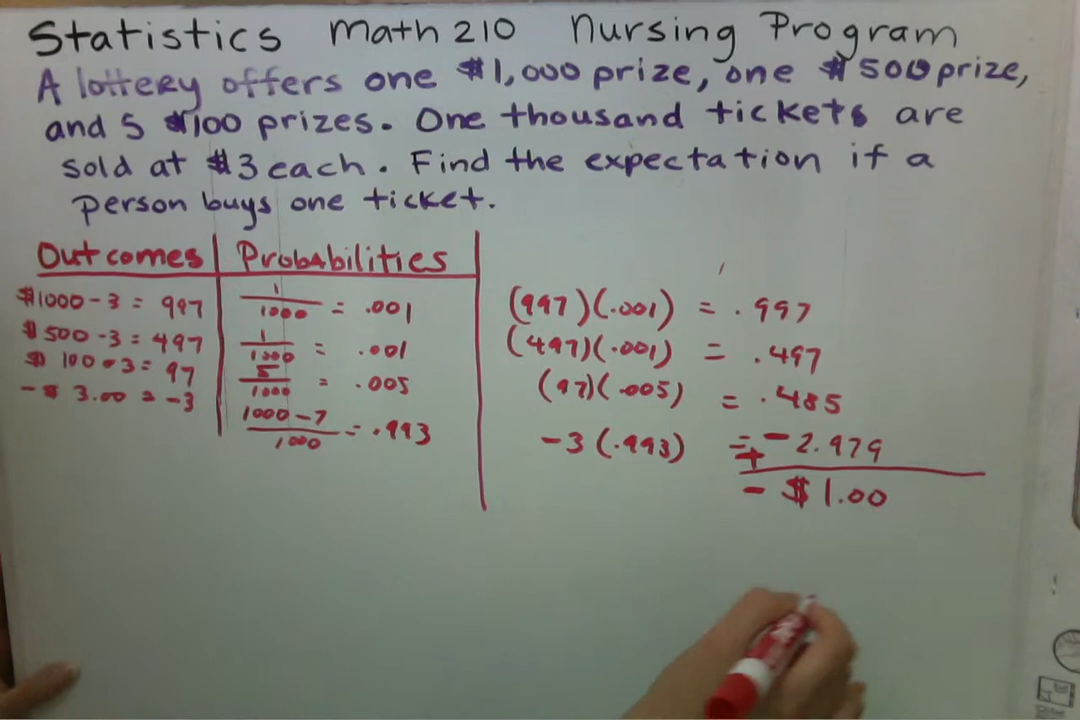 Statistics Math 210 Nursing Program
A lottery offers one $1,000 prize, one $500 prize,
and 5 $100 prizes. One thousand tickets are
sold at $3 each. Find the expectation if a
person buys one ticket.
Outcomes Probabilities
$1000 - 3 = 997 1/1000 = .001 (997)(.001) = .997
$500 - 3 = 497 1/1000 = .001 (497)(.001) = .497
$ 100 - 3 = 97 5/1000 = .005 (97)(.005) = .485
- $ 3.00 = -3 1000-7/1000 = .993 -3(.993) = - 2.979
+
- $1.00